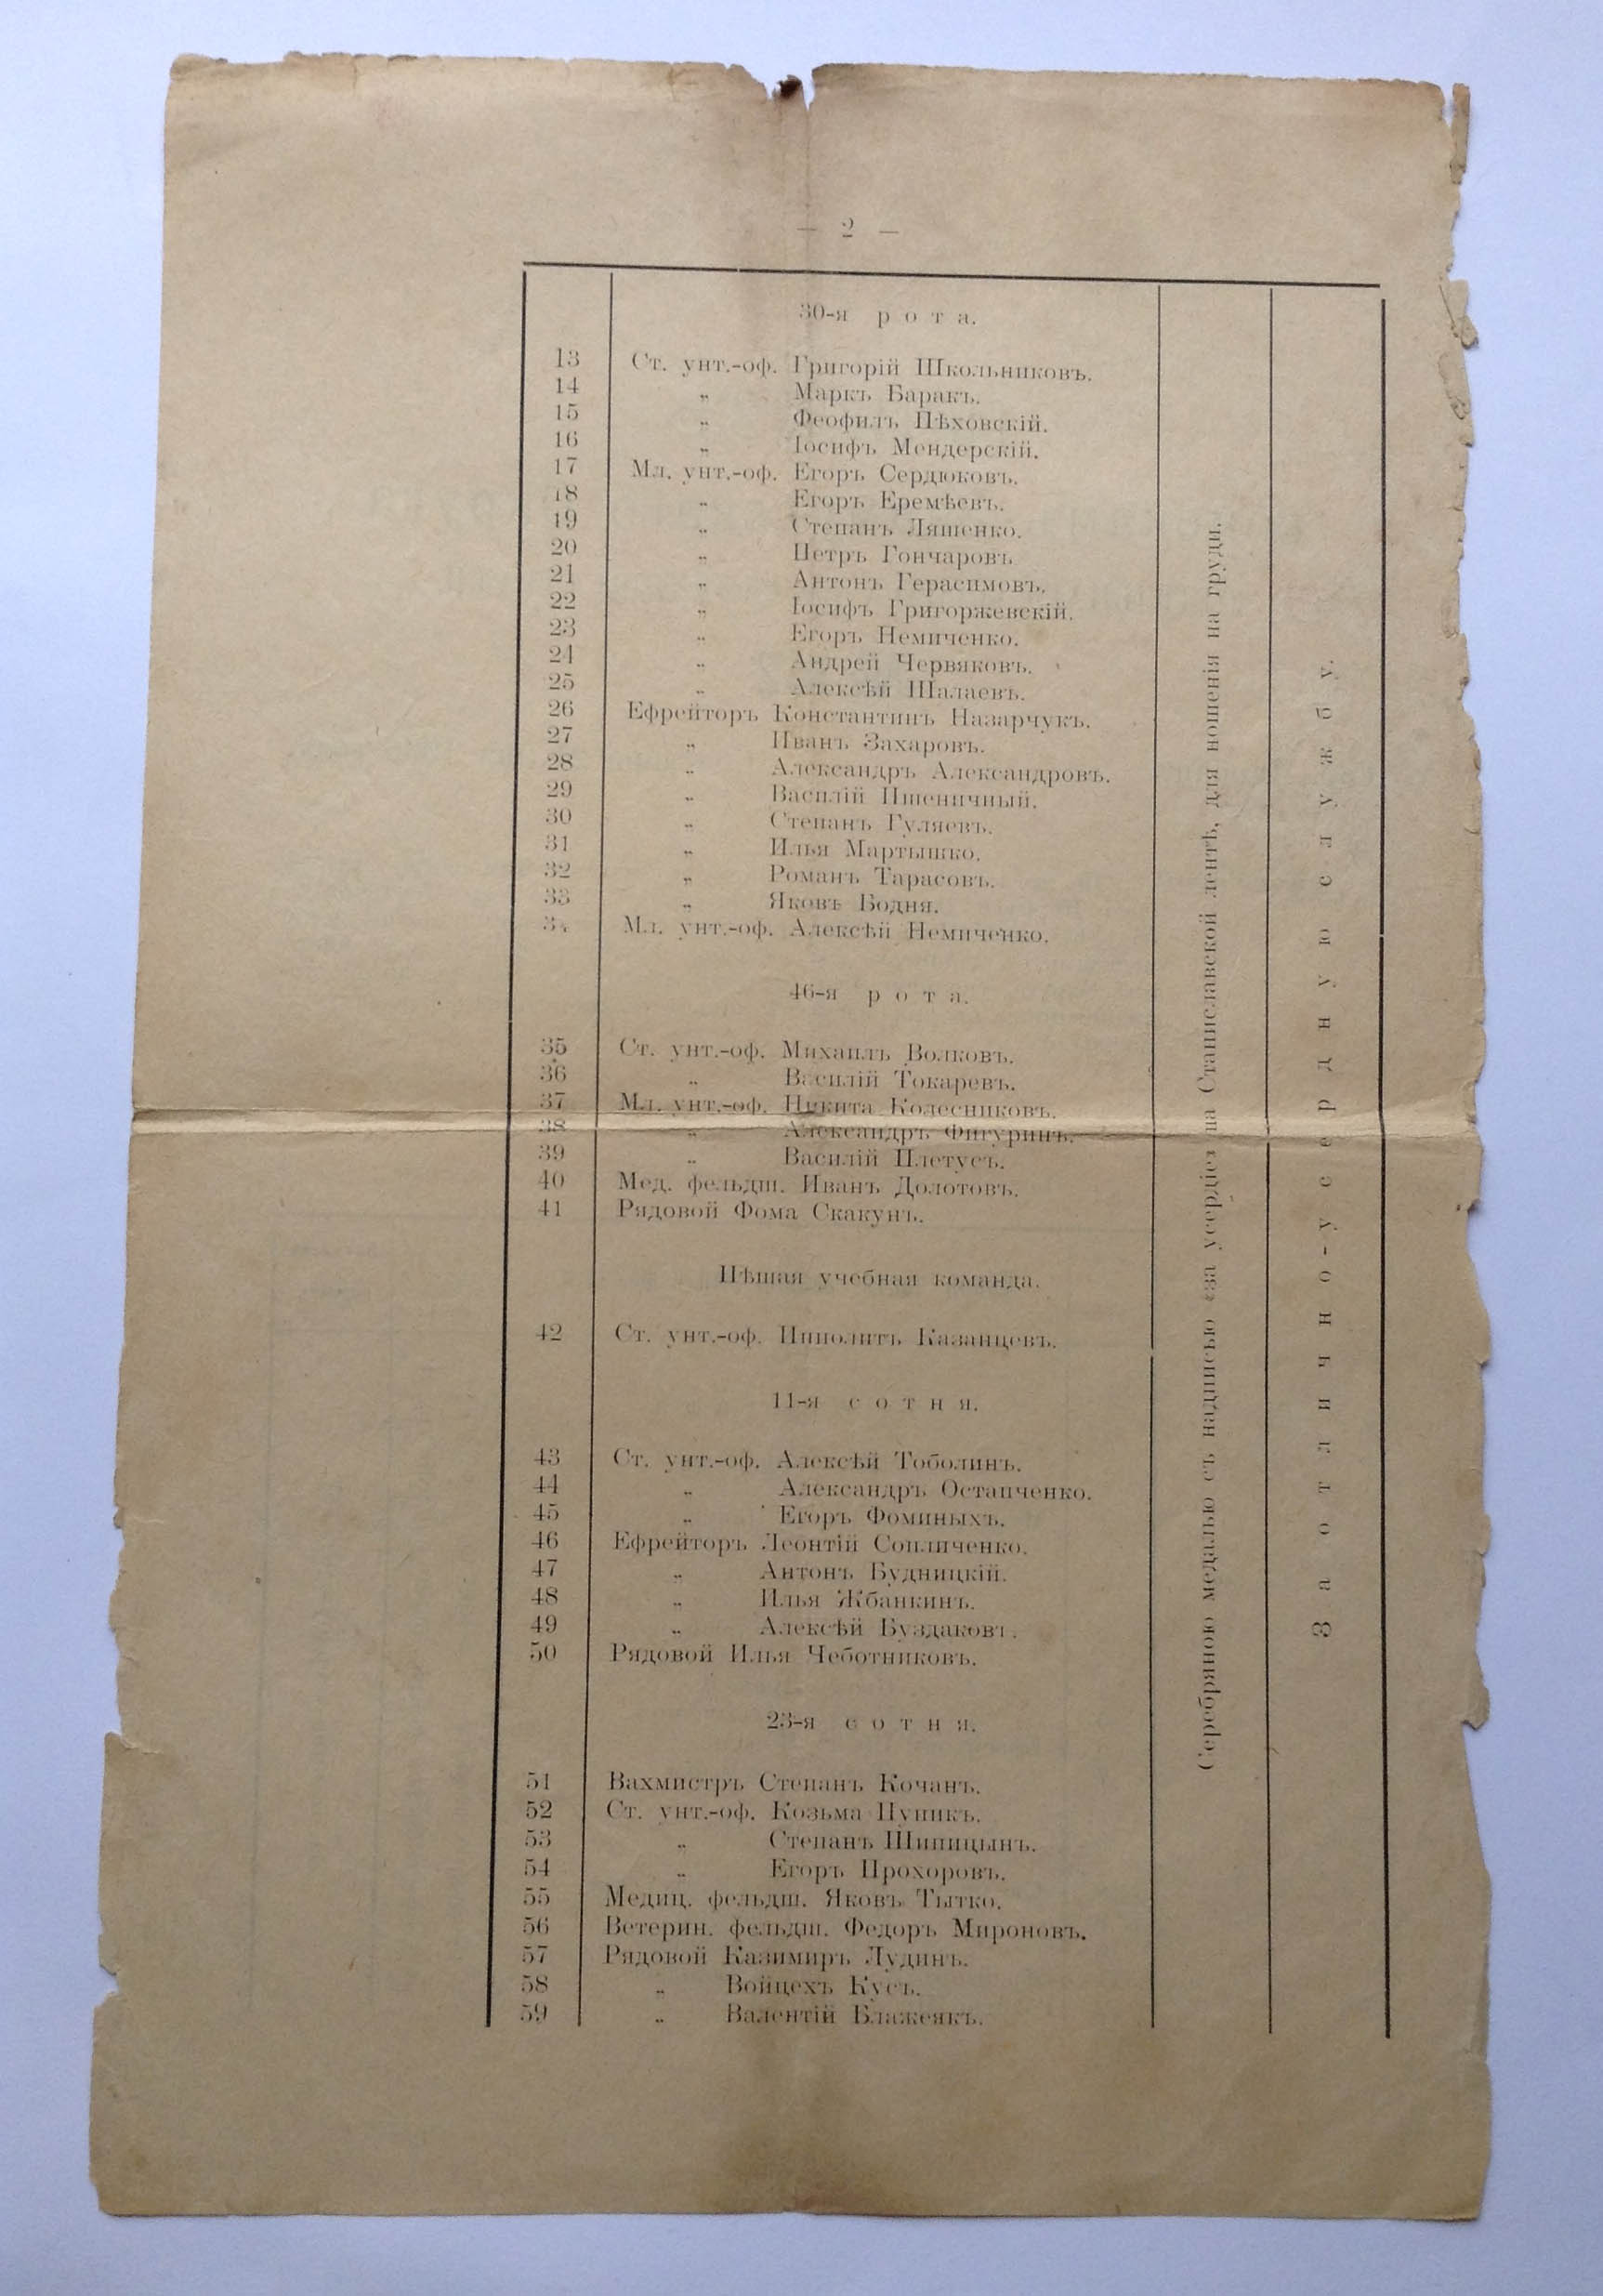 — 2 —
30-я рота.
13 Ст. унт.-оф. Григорій Школьниковъ.
14 „ Маркъ Баракъ.
15 „ Феофилъ Пѣховскій.
16 „ Іосифъ Мендерскій.
17 Мл. унт.-оф. Егоръ Сердюковъ.
18 „ Егоръ Еремѣевъ.
19 „ Степанъ Ляшенко.
20 „ Петръ Гончаровъ
21 „ Антонъ Герасимовъ.
22 „ Іосифъ Григоржевскій.
23 „ Егоръ Немиченко.
24 „ Андрей Червяковъ.
25 „ Алексѣй Шалаевъ.
26 Ефрейторъ Константинъ Назарчукъ.
27 „ Иванъ Захаровъ.
28 „ Александръ Александровъ.
29 „ Василій Пшеничный.
30 „ Степанъ Гуляевъ.
31 „ Илья Мартышко.
32 „ Романъ Тарасовъ.
33 „ Яковъ Водня.
34 Мл. унт.-оф. Алексѣй Немиченко.
46-я рота.
35 Ст. унт.-оф. Михаилъ Волковъ.
36 „ Василій Токаревъ.
37 Мл. унт.-оф. Никита Колесниковъ.
38 „ Александръ Фигуринъ.
39 „ Василій Плетусъ.
40 Мед. фельдш. Иванъ Долотовъ.
41 Рядовой Фома Скакунъ.
Пѣшая учебная команда.
42 Ст. унт.-оф. Иполитъ Казанцевъ.
11-я сотня.
43 Ст. унт.-оф. Алексѣй Тоболинъ.
44 „ Александръ Остапченко.
45 „ Егоръ Фоминыхъ.
46 Ефрейторъ Леонтій Сопличенко.
47 „ Антонъ Будницкій.
48 „ Илья Жбанкинъ.
49 „ Алексѣй Буздаковъ.
50 Рядовой Илья Чеботниковъ.
23-я сотня.
51 Вахмистръ Степанъ Кочанъ.
52 Ст. унт.-оф. Козьма Пупикъ.
53 „ Степанъ Шипицынъ.
54 „ Егоръ Прохоровъ.
55 Медиц. фельдш. Яковъ Тытко.
56 Ветерин. фельдш. Федоръ Мироновъ.
57 Рядовой Казимиръ Лудинъ.
58 „ Войцехъ Кусъ.
59 „ Валентій Блажеякъ.
Серебряною медалью съ надписью «за усердіе» на Станиславской лентѣ, для ношенія на груди.
За отлично-усердную службу.